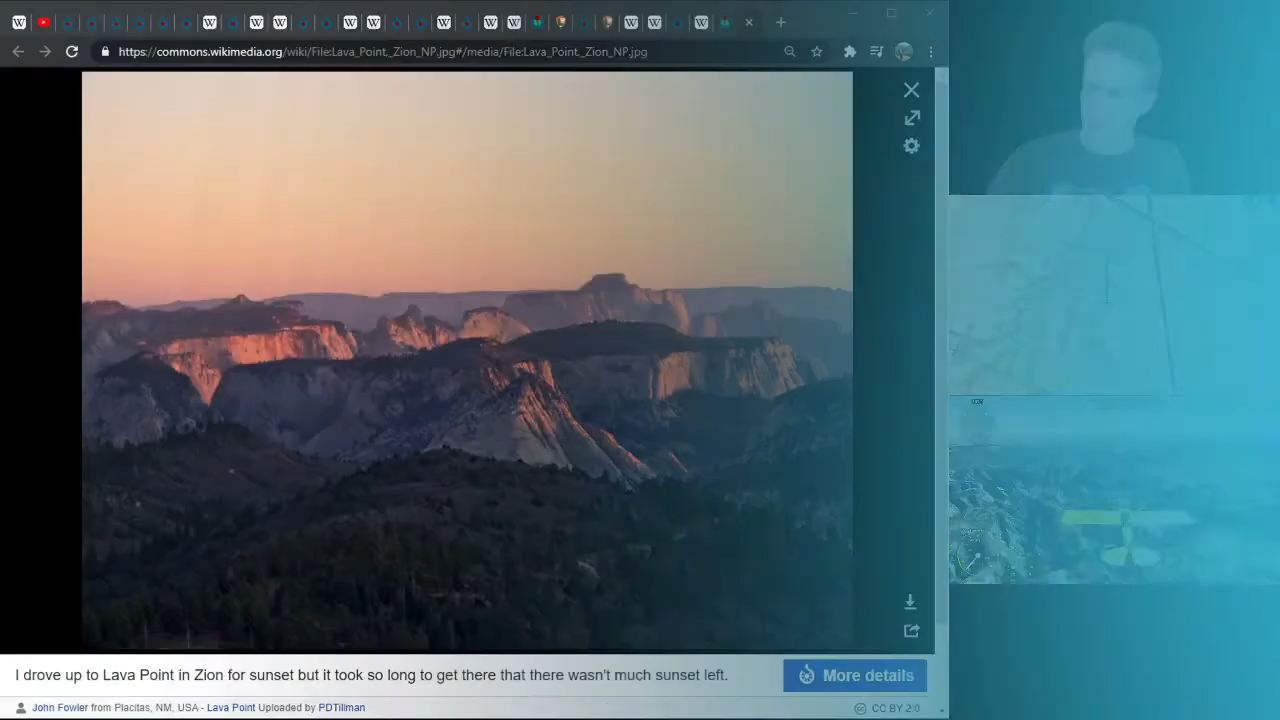 https://commons.wikimedia.org/wiki/File:Lava_Point,_Zion_NP.jpg#/media/File:Lava_Point,_Zion_NP.jpg
I drove up to Lava Point in Zion for sunset but it took so long to get there that there wasn't much sunset left.
More details
John Fowler from Placitas, NM, USA - Lava Point Uploaded by PDTillman
CC BY 2.0